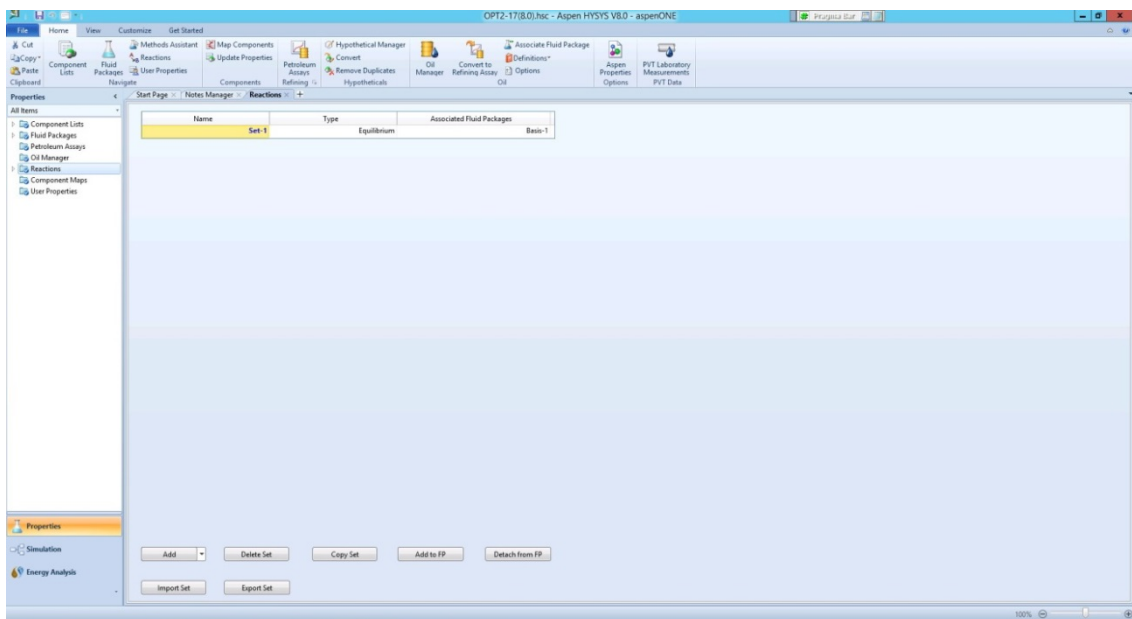 OPT2-17(8.0).hsc - Aspen HYSYS V8.0 - aspenONE
File Home View Customize Get Started
Cut
Copy
Paste
Clipboard
Component Lists
Fluid Packages
Methods Assistant
Reactions
User Properties
Navigate
Map Components
Update Properties
Components
Petroleum Assays
Refining
Hypothetical Manager
Convert
Remove Duplicates
Hypotheticals
Oil Manager
Convert to Refining Assay
Associate Fluid Package
Definitions
Options
Oil
Aspen Properties
Options
PVT Laboratory Measurements
PVT Data
Properties
Start Page Notes Manager Reactions
All Items
Component Lists
Fluid Packages
Petroleum Assays
Oil Manager
Reactions
Component Maps
User Properties
Name Type Associated Fluid Packages
Set-1 Equilibrium Basis-1
Properties
Simulation
Energy Analysis
Add Delete Set Copy Set Add to FP Detach from FP
Import Set Export Set
100%